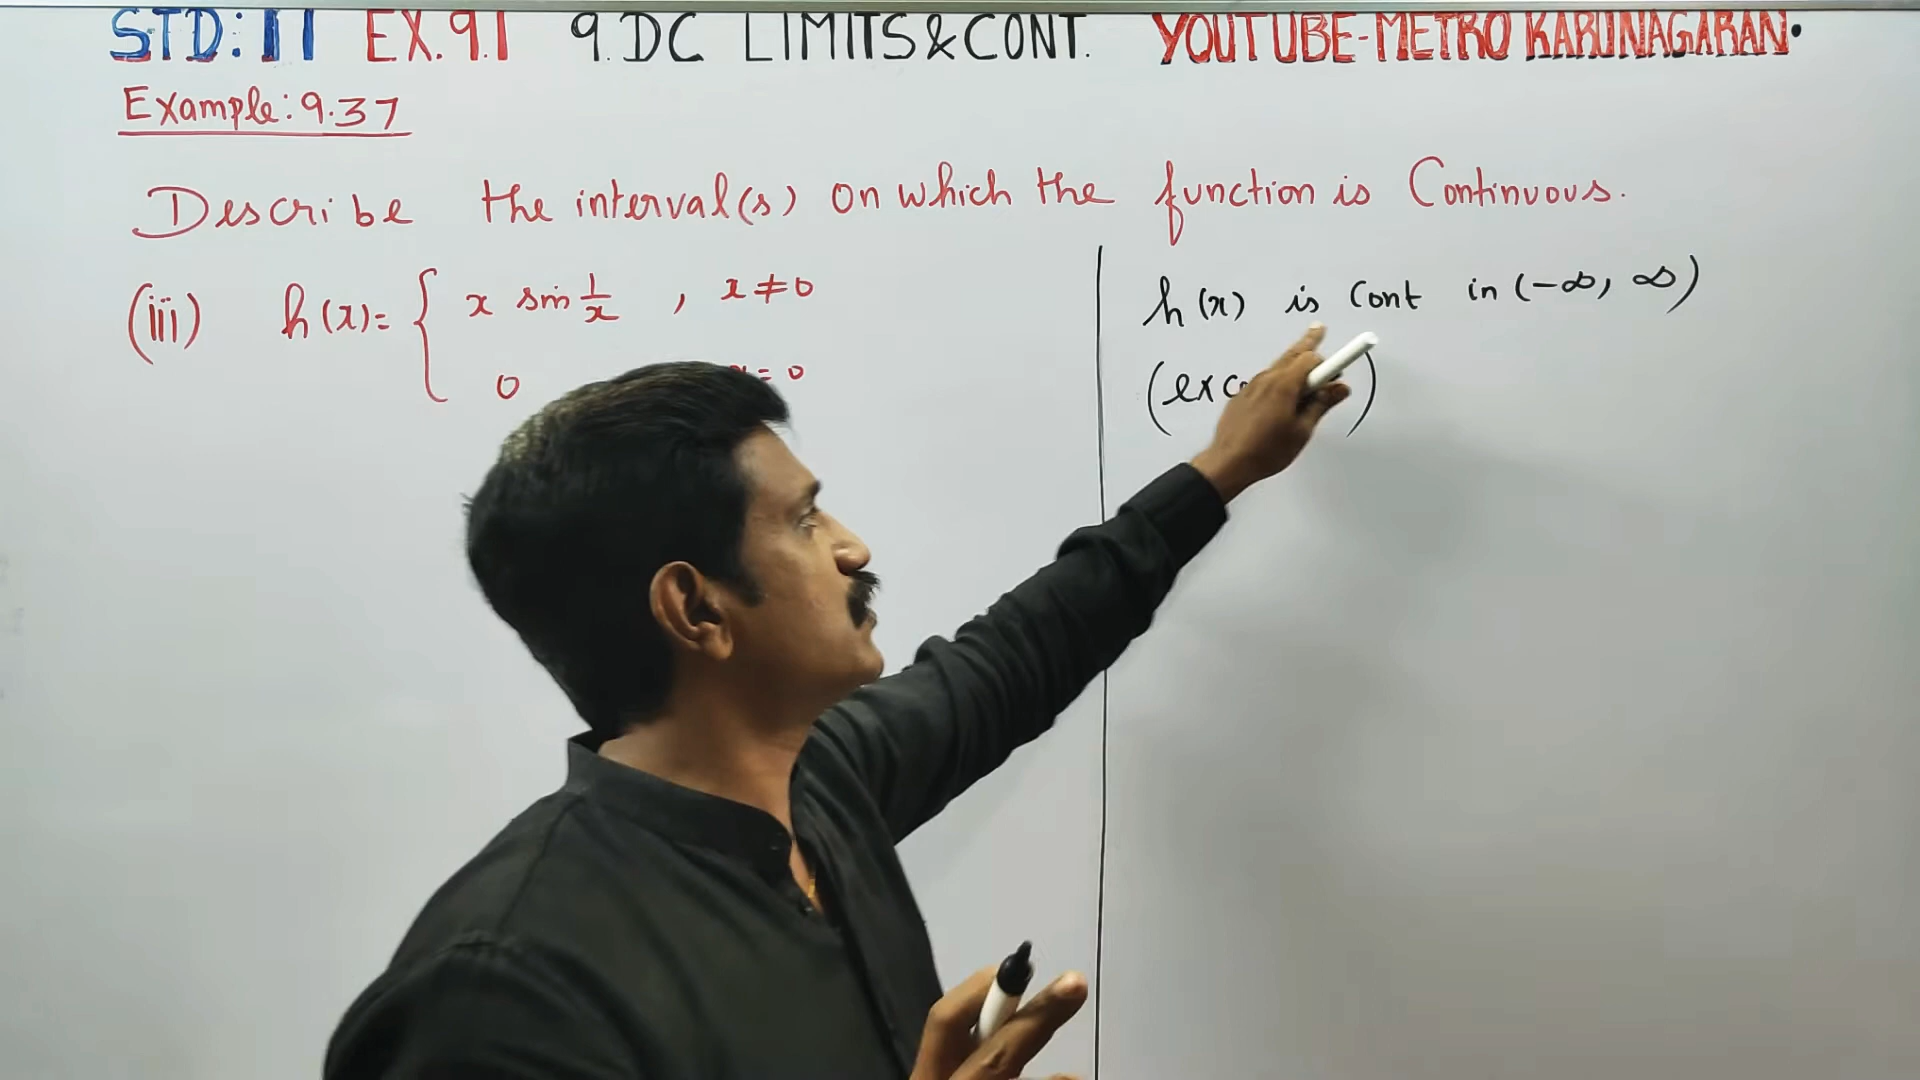 STD: 11 EX. 9.1 9. DC LIMITS & CONT. YOUTUBE-METRO KARUNAGARAN.
Example: 9.37
Describe the interval(s) on which the function is Continuous.
(iii) h(x) = { x sin 1/x , x ≠ 0
0 x = 0
h(x) is Cont in (-∞, ∞)